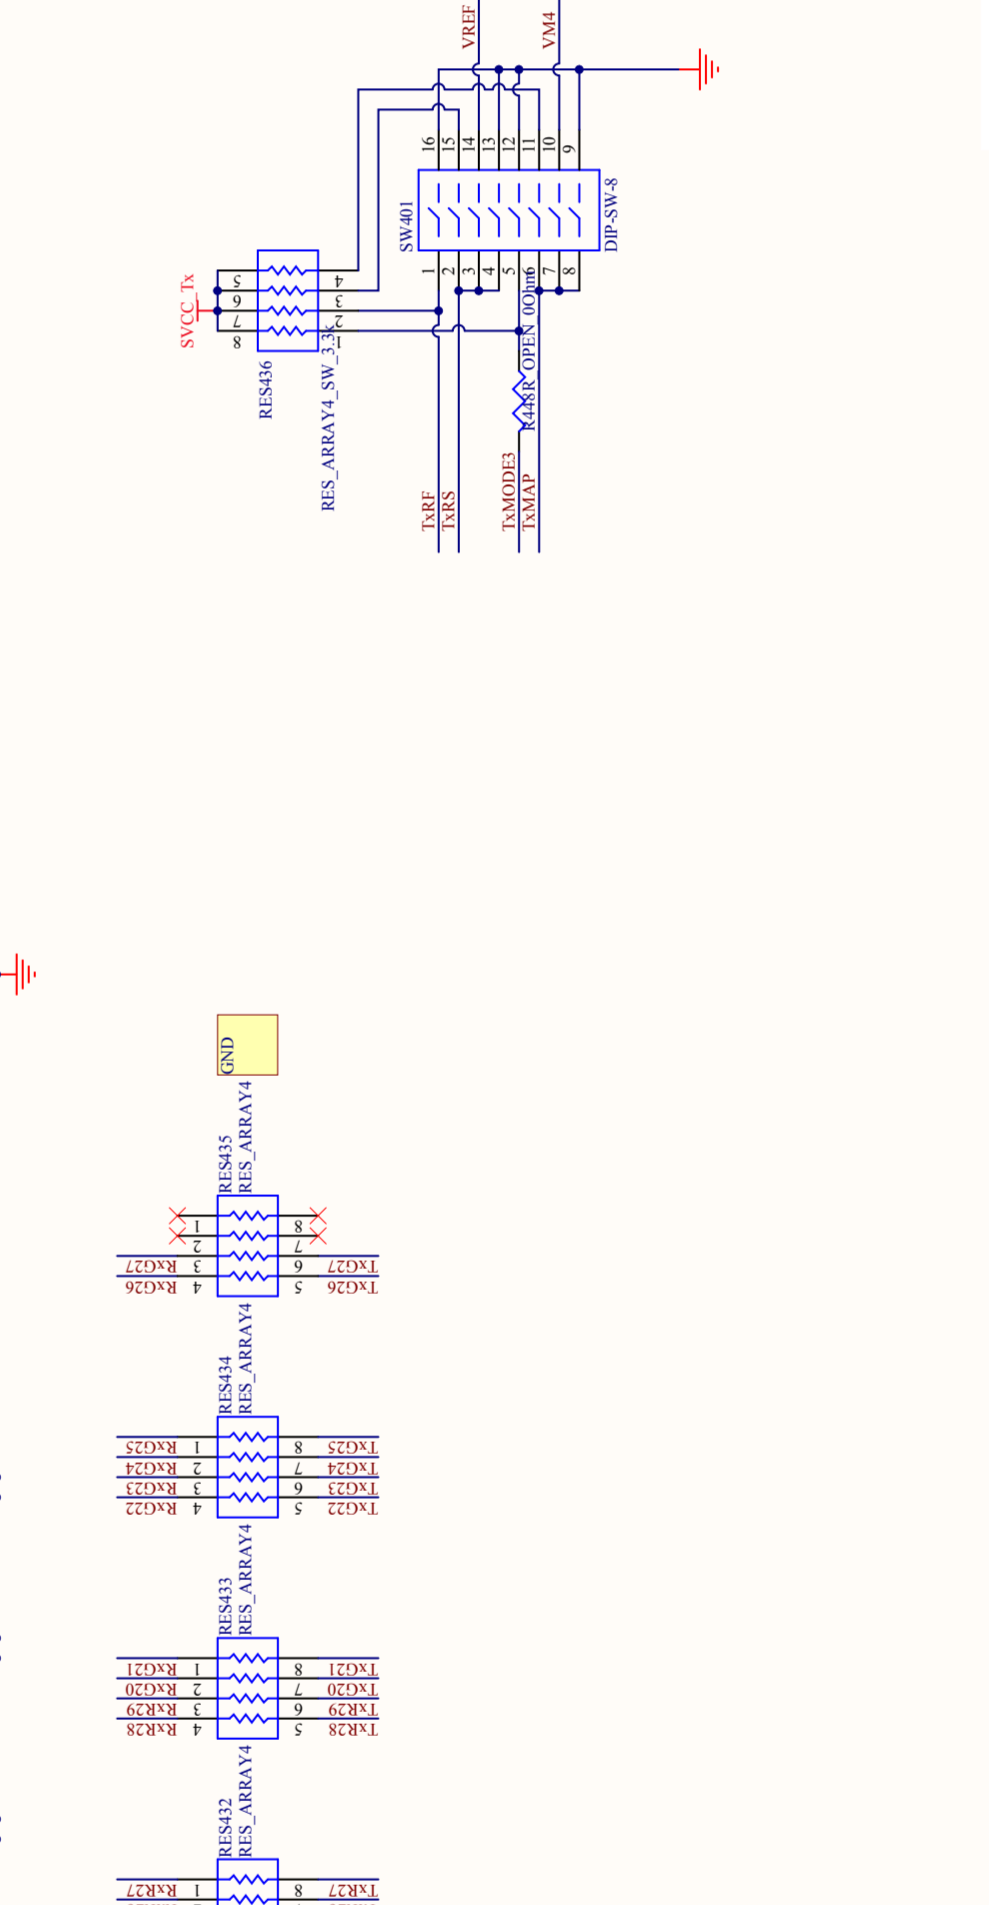 VREF
VM4
16
15
14
13
12
11
10
9
SW401
DIP-SW-8
1
2
3
4
5
6
7
8
SVCC_Tx
5
6
7
8
4
3
2
1
RES436
RES_ARRAY4_SW_3.3k
R448
R_OPEN_0Ohm
TxRF
TxRS
TxMODE3
TxMAP
GND
RES435
RES_ARRAY4
1 8
2 7
RxG27 3 6 TxG27
RxG26 4 5 TxG26
RES434
RES_ARRAY4
RxG25 1 8 TxG25
RxG24 2 7 TxG24
RxG23 3 6 TxG23
RxG22 4 5 TxG22
RES433
RES_ARRAY4
RxG21 1 8 TxG21
RxG20 2 7 TxG20
RxR29 3 6 TxR29
RxR28 4 5 TxR28
RES432
RES_ARRAY4
RxR27 1 8 TxR27